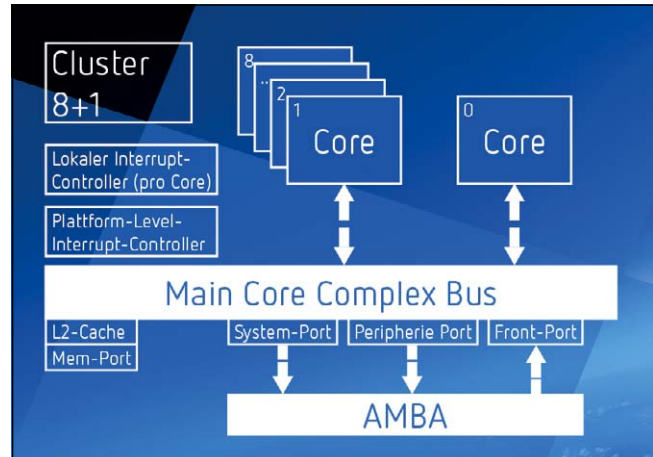 Cluster
8+1
8
..
2
1
Core
0
Core
Lokaler Interrupt-
Controller (pro Core)
Plattform-Level-
Interrupt-Controller
Main Core Complex Bus
L2-Cache
Mem-Port
System-Port
Peripherie Port
Front-Port
AMBA